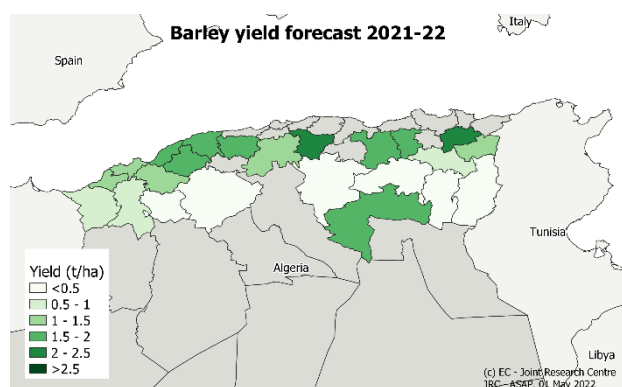 Barley yield forecast 2021-22
Italy
Spain
Tunisia
Algeria
Libya
Yield (t/ha)
<0.5
0.5 - 1
1 - 1.5
1.5 - 2
2 - 2.5
>2.5
(c) EC - Joint Research Centre
JRC - ASAP, 01 May 2022